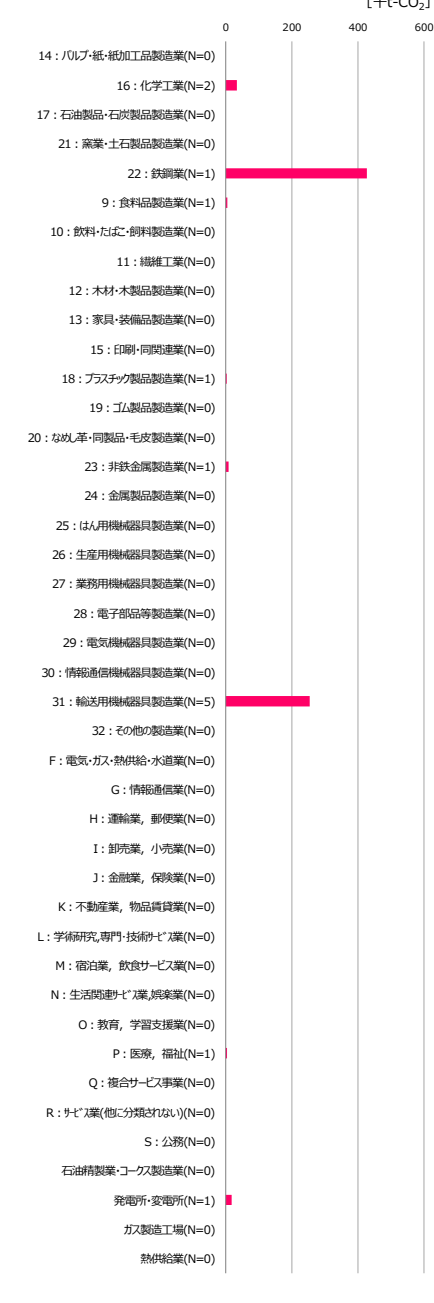 [千t-CO₂]
0 200 400 600
14：パルプ・紙・紙加工品製造業(N=0)
16：化学工業(N=2)
17：石油製品・石炭製品製造業(N=0)
21：窯業・土石製品製造業(N=0)
22：鉄鋼業(N=1)
9：食料品製造業(N=1)
10：飲料・たばこ・飼料製造業(N=0)
11：繊維工業(N=0)
12：木材・木製品製造業(N=0)
13：家具・装備品製造業(N=0)
15：印刷・同関連業(N=0)
18：プラスチック製品製造業(N=1)
19：ゴム製品製造業(N=0)
20：なめし革・同製品・毛皮製造業(N=0)
23：非鉄金属製造業(N=1)
24：金属製品製造業(N=0)
25：はん用機械器具製造業(N=0)
26：生産用機械器具製造業(N=0)
27：業務用機械器具製造業(N=0)
28：電子部品等製造業(N=0)
29：電気機械器具製造業(N=0)
30：情報通信機械器具製造業(N=0)
31：輸送用機械器具製造業(N=5)
32：その他の製造業(N=0)
F：電気・ガス・熱供給・水道業(N=0)
G：情報通信業(N=0)
H：運輸業，郵便業(N=0)
I：卸売業，小売業(N=0)
J：金融業，保険業(N=0)
K：不動産業，物品賃貸業(N=0)
L：学術研究,専門・技術ｻｰﾋﾞｽ業(N=0)
M：宿泊業，飲食サービス業(N=0)
N：生活関連ｻｰﾋﾞｽ業,娯楽業(N=0)
O：教育，学習支援業(N=0)
P：医療，福祉(N=1)
Q：複合サービス事業(N=0)
R：ｻｰﾋﾞｽ業(他に分類されない)(N=0)
S：公務(N=0)
石油精製業・コークス製造業(N=0)
発電所・変電所(N=1)
ガス製造工場(N=0)
熱供給業(N=0)